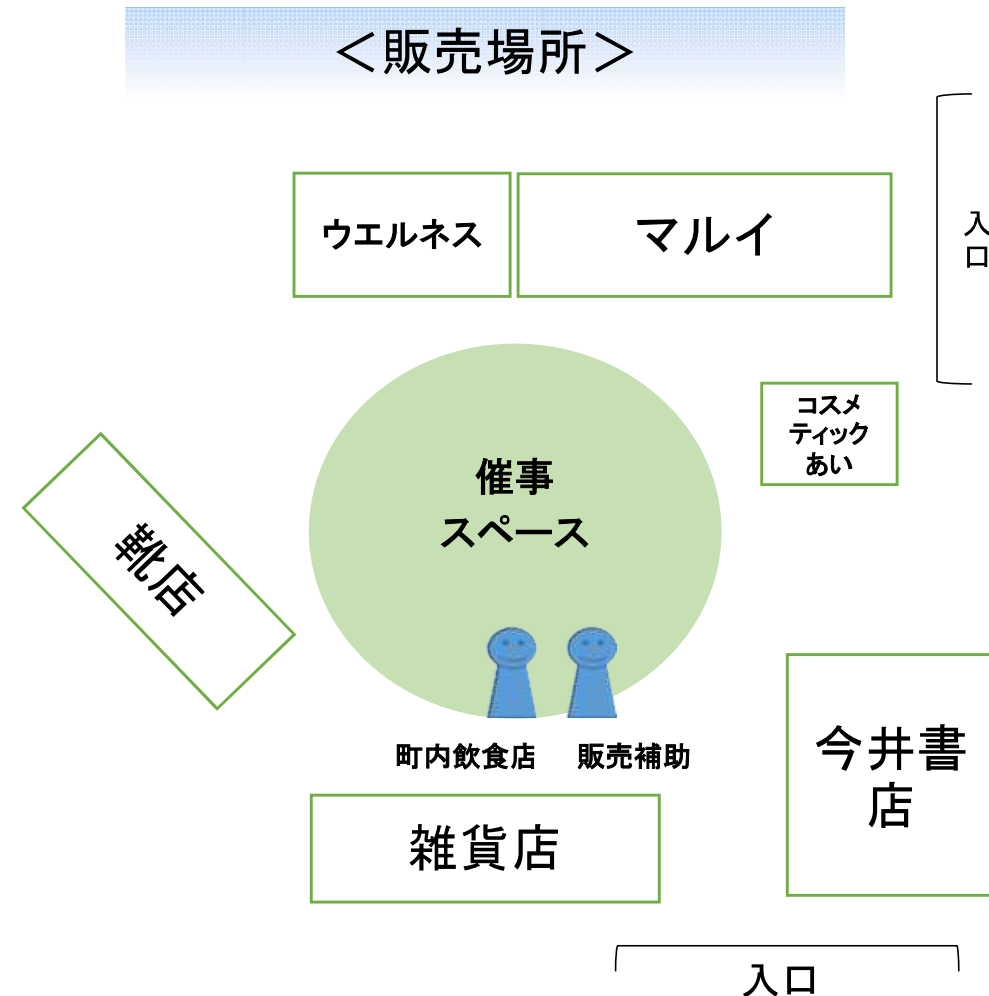 ＜販売場所＞
ウエルネス
マルイ
入
口
コスメ
ティック
あい
催事
スペース
靴店
町内飲食店
販売補助
今井書
店
雑貨店
入口